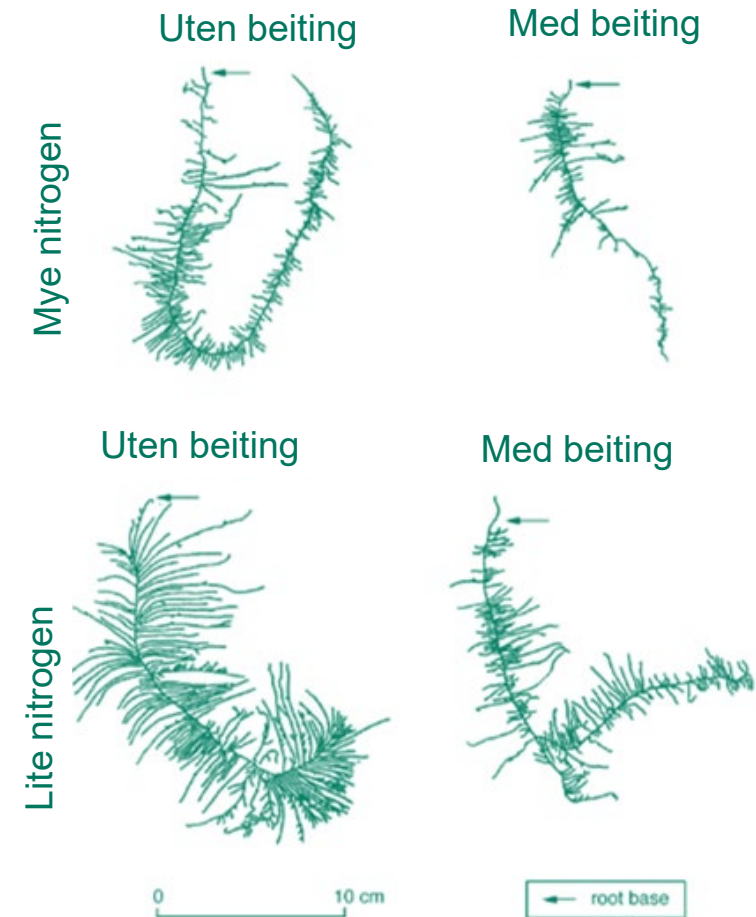 Uten beiting
Med beiting
Mye nitrogen
Uten beiting
Med beiting
Lite nitrogen
0
10 cm
root base